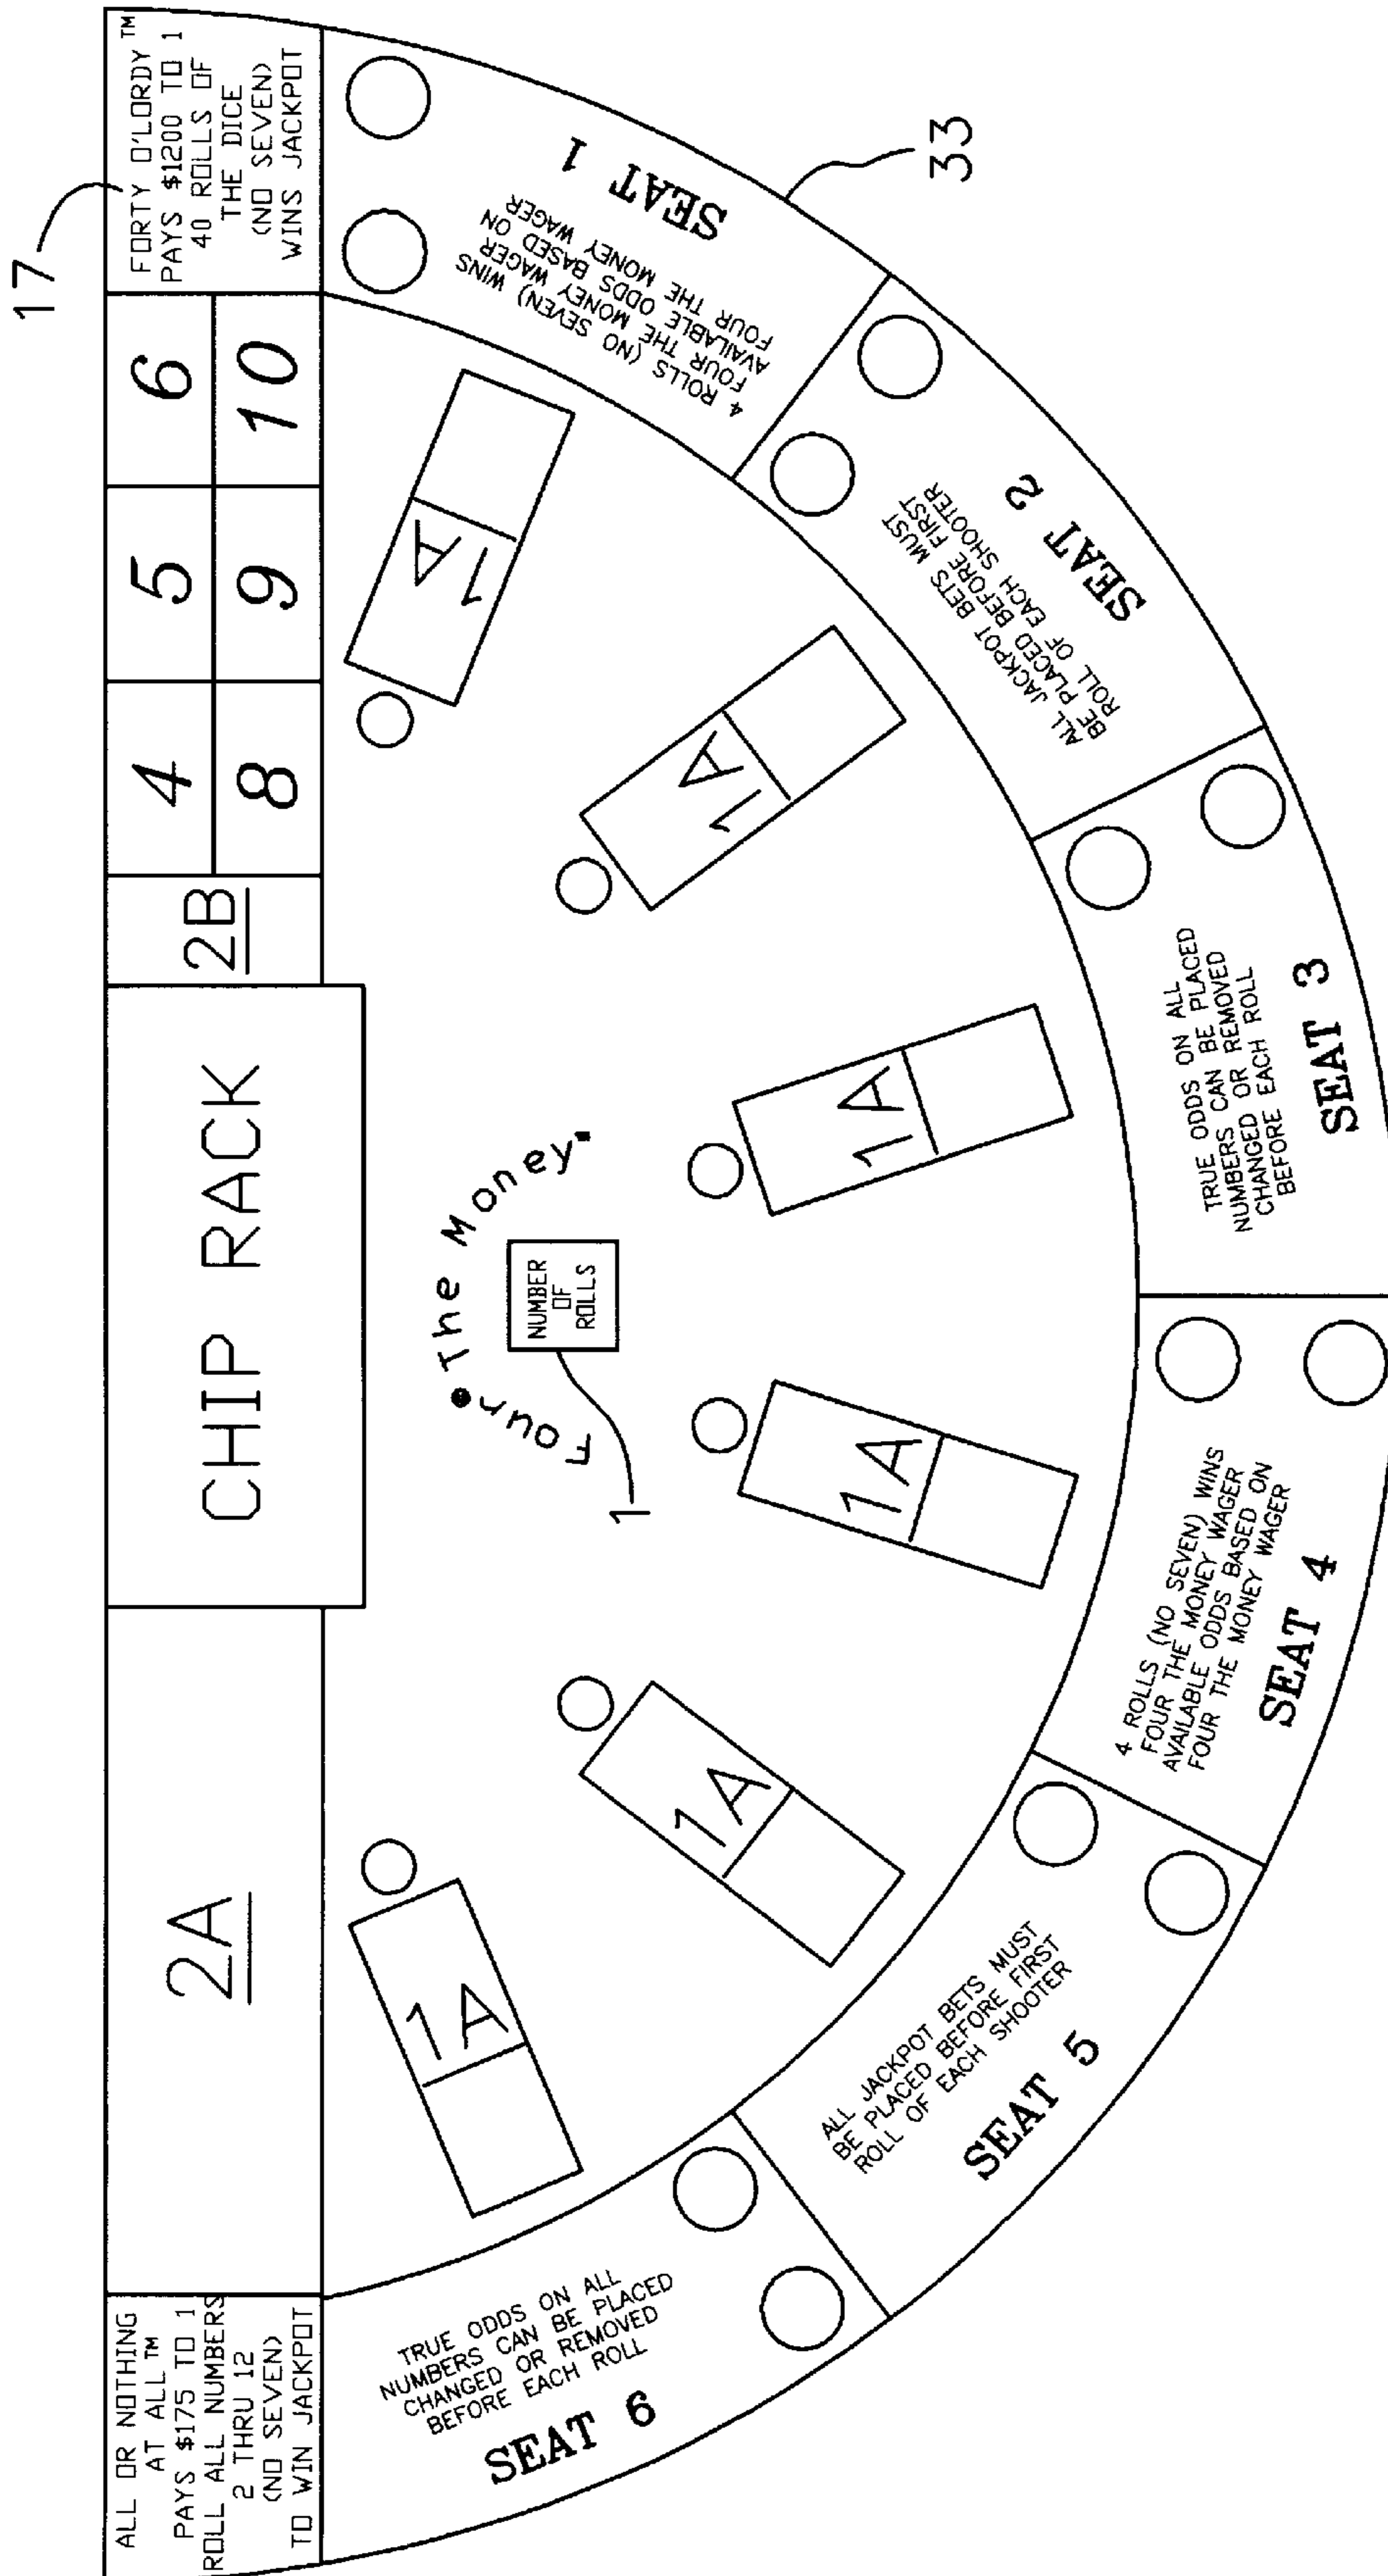 ALL OR NOTHING
AT ALL™
PAYS $175 TO 1
ROLL ALL NUMBERS
2 THRU 12
(NO SEVEN)
TO WIN JACKPOT
2A
CHIP RACK
2B
4 5 6
8 9 10
17
FORTY O'LORDY™
PAYS $1200 TO 1
40 ROLLS OF
THE DICE
(NO SEVEN)
WINS JACKPOT
Four • The Money •
NUMBER
OF
ROLLS
1
1A
1A
1A
1A
1A
1A
TRUE ODDS ON ALL
NUMBERS CAN BE PLACED
CHANGED OR REMOVED
BEFORE EACH ROLL
SEAT 6
ALL JACKPOT BETS MUST
BE PLACED BEFORE FIRST
ROLL OF EACH SHOOTER
SEAT 5
4 ROLLS (NO SEVEN) WINS
FOUR THE MONEY WAGER
AVAILABLE ODDS BASED ON
FOUR THE MONEY WAGER
SEAT 4
TRUE ODDS ON ALL
NUMBERS CAN BE PLACED
CHANGED OR REMOVED
BEFORE EACH ROLL
SEAT 3
ALL JACKPOT BETS MUST
BE PLACED BEFORE FIRST
ROLL OF EACH SHOOTER
SEAT 2
4 ROLLS (NO SEVEN) WINS
FOUR THE MONEY WAGER
AVAILABLE ODDS BASED ON
FOUR THE MONEY WAGER
SEAT 1
33